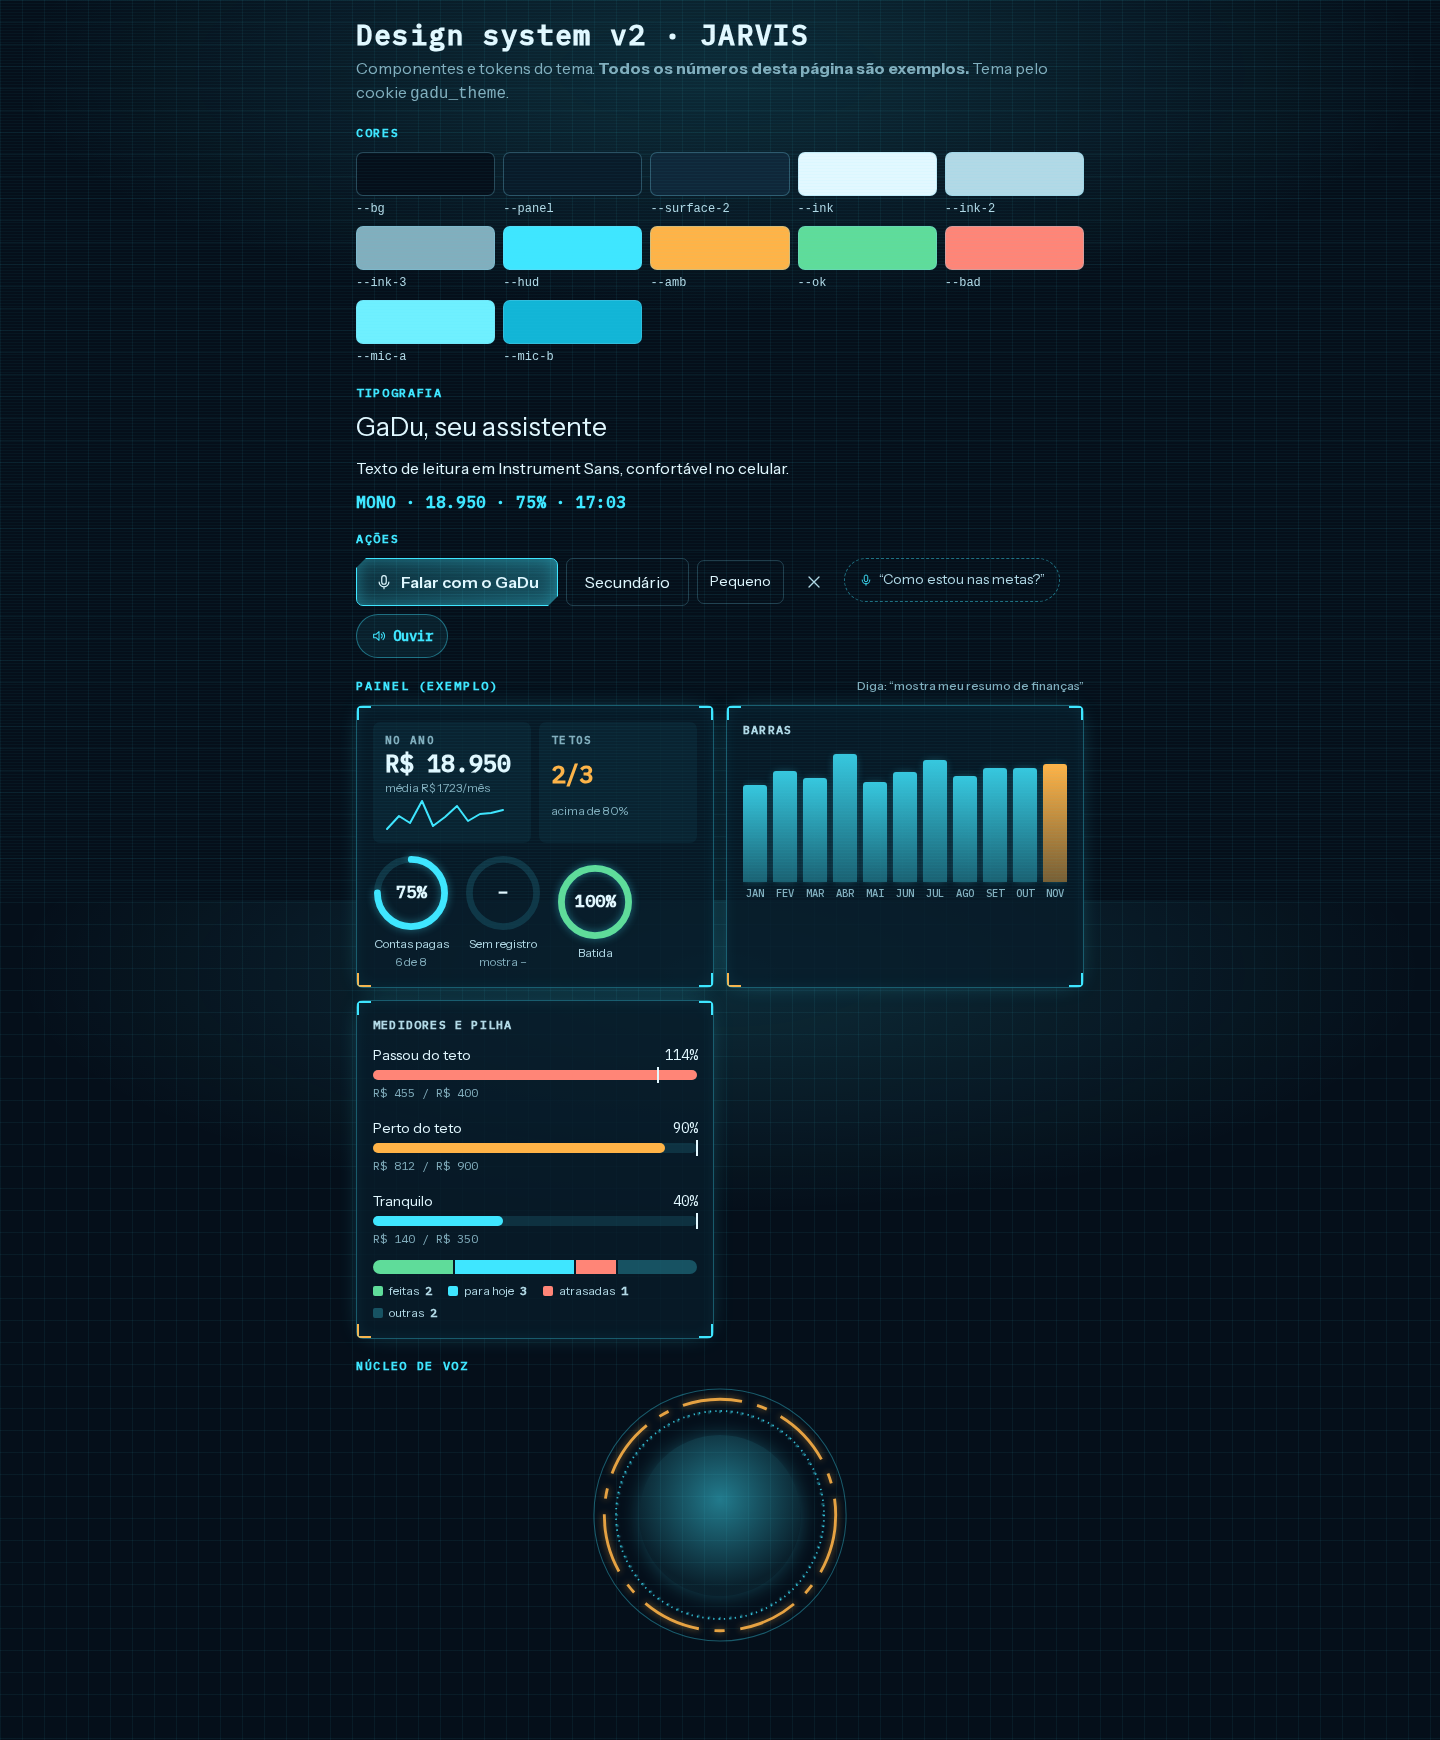 Design system v2 · JARVIS
Componentes e tokens do tema. Todos os números desta página são exemplos. Tema pelo
cookie gadu_theme.
CORES
--bg
--panel
--surface-2
--ink
--ink-2
--ink-3
--hud
--amb
--ok
--bad
--mic-a
--mic-b
TIPOGRAFIA
GaDu, seu assistente
Texto de leitura em Instrument Sans, confortável no celular.
MONO · 18.950 · 75% · 17:03
AÇÕES
Falar com o GaDu
Secundário
Pequeno
“Como estou nas metas?”
Ouvir
PAINEL (EXEMPLO)
Diga: “mostra meu resumo de finanças”
NO ANO
R$ 18.950
média R$ 1.723/mês
TETOS
2/3
acima de 80%
75%
Contas pagas
6 de 8
–
Sem registro
mostra –
100%
Batida
BARRAS
JAN FEV MAR ABR MAI JUN JUL AGO SET OUT NOV
MEDIDORES E PILHA
Passou do teto 114%
R$ 455 / R$ 400
Perto do teto 90%
R$ 812 / R$ 900
Tranquilo 40%
R$ 140 / R$ 350
feitas 2 para hoje 3 atrasadas 1
outras 2
NÚCLEO DE VOZ